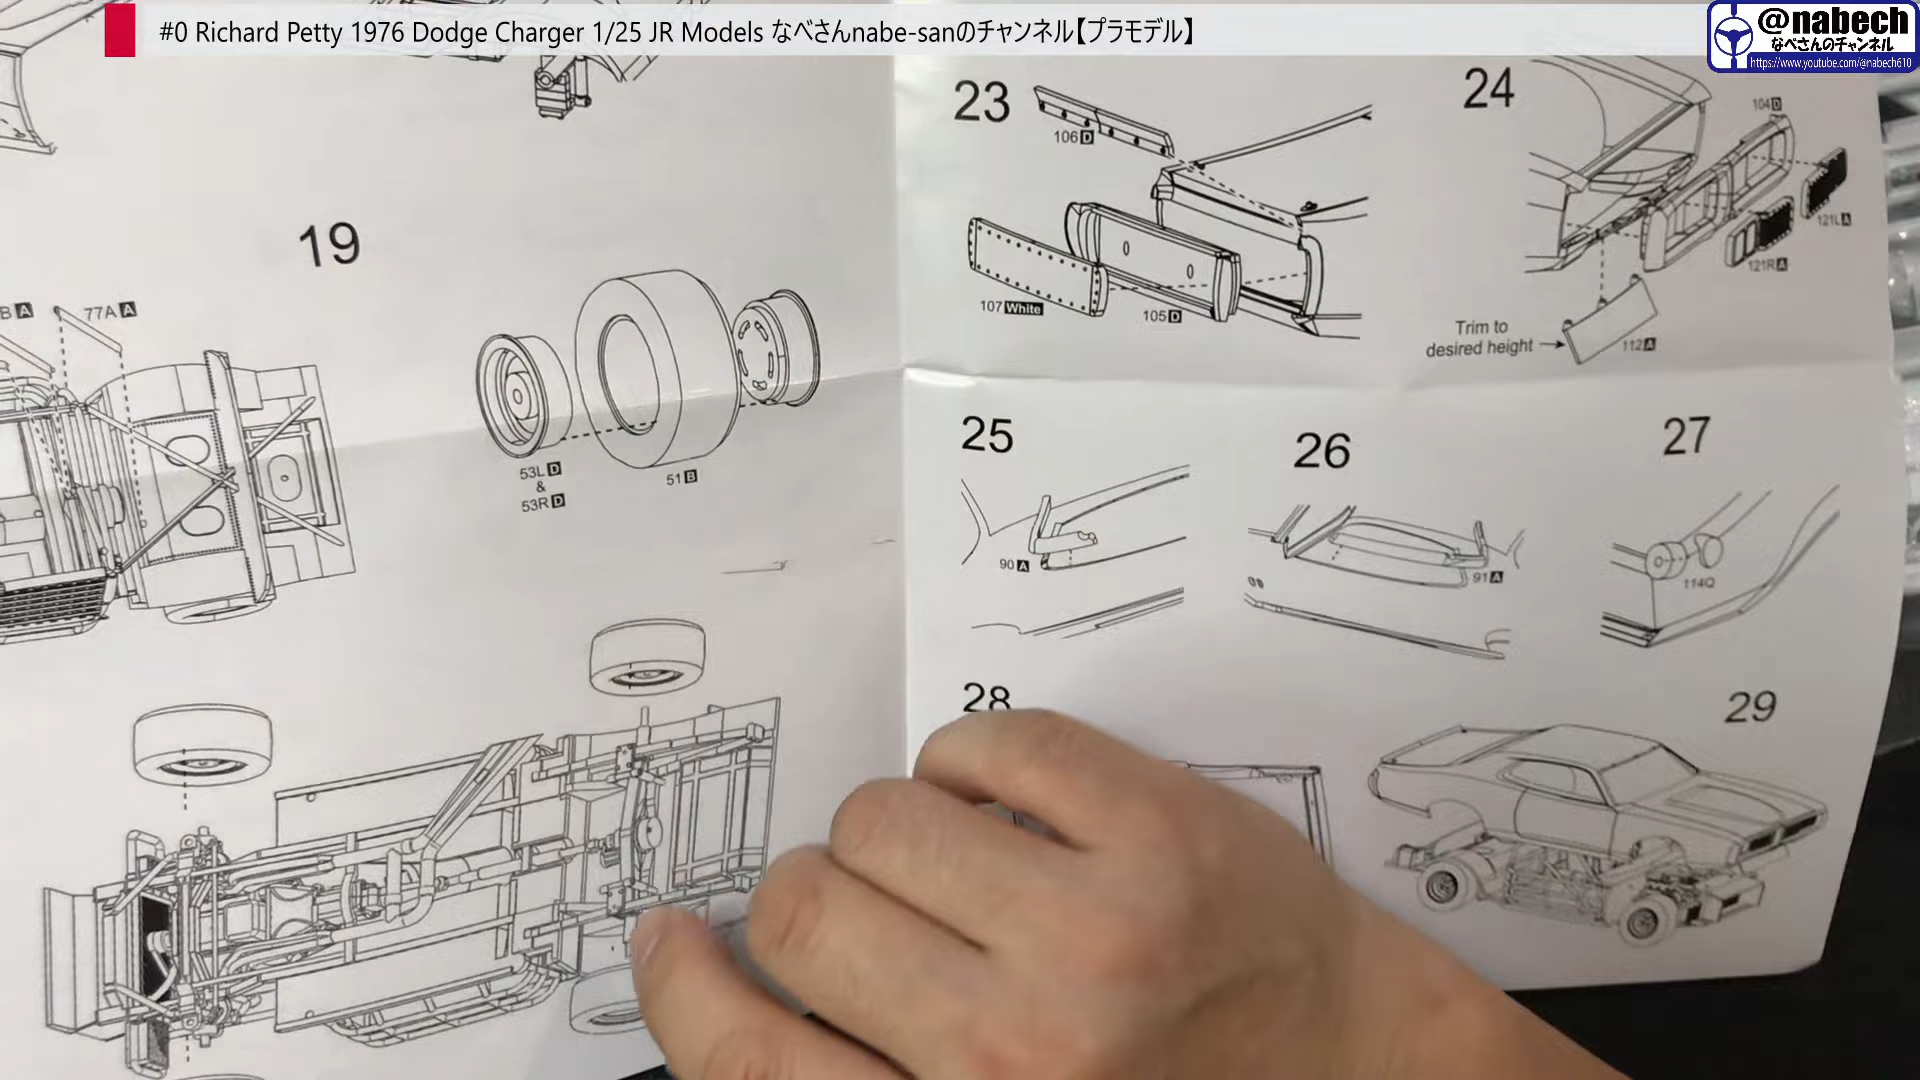 #0 Richard Petty 1976 Dodge Charger 1/25 JR Models なべさんnabe-sanのチャンネル【プラモデル】
@nabech
なべさんのチャンネル
https://www.youtube.com/@nabech610
19
B A
77A A
53L D
&
53R D
51 B
23
106 D
107 White
105 D
24
104 D
121L A
121R A
Trim to
desired height
112 A
25
90 A
26
91 A
27
114Q
28
29